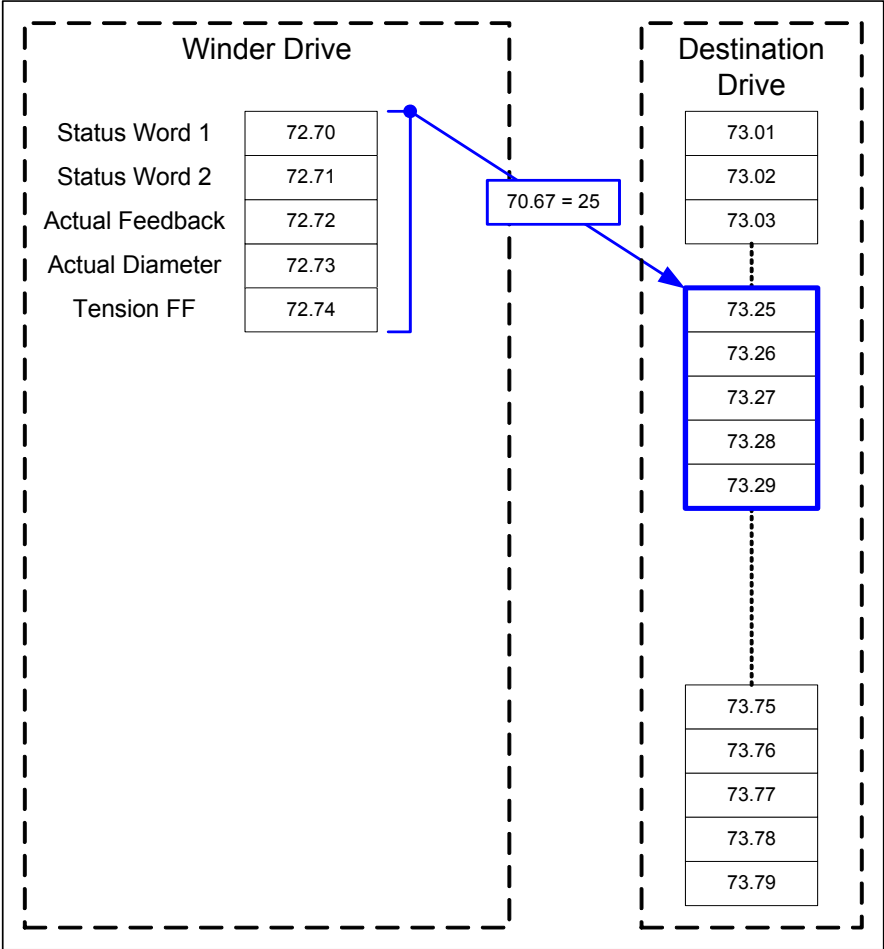 Winder Drive
Status Word 1 72.70
Status Word 2 72.71
Actual Feedback 72.72
Actual Diameter 72.73
Tension FF 72.74
70.67 = 25
Destination
Drive
73.01
73.02
73.03
73.25
73.26
73.27
73.28
73.29
73.75
73.76
73.77
73.78
73.79